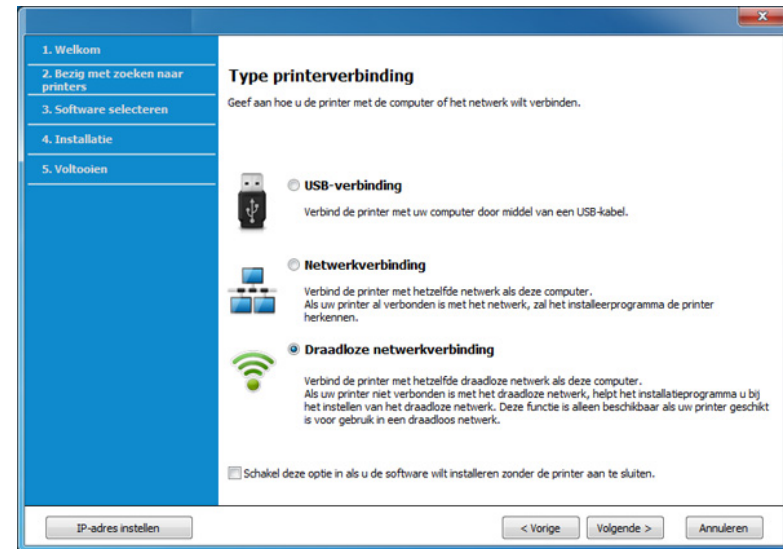 1. Welkom
2. Bezig met zoeken naar
printers
3. Software selecteren
4. Installatie
5. Voltooien
Type printerverbinding
Geef aan hoe u de printer met de computer of het netwerk wilt verbinden.
USB-verbinding
Verbind de printer met uw computer door middel van een USB-kabel.
Netwerkverbinding
Verbind de printer met hetzelfde netwerk als deze computer.
Als uw printer al verbonden is met het netwerk, zal het installeerprogramma de printer
herkennen.
Draadloze netwerkverbinding
Verbind de printer met hetzelfde draadloze netwerk als deze computer.
Als uw printer niet verbonden is met het draadloze netwerk, helpt het installatieprogramma u bij
het instellen van het draadloze netwerk. Deze functie is alleen beschikbaar als uw printer geschikt
is voor gebruik in een draadloos netwerk.
Schakel deze optie in als u de software wilt installeren zonder de printer aan te sluiten.
IP-adres instellen
< Vorige
Volgende >
Annuleren